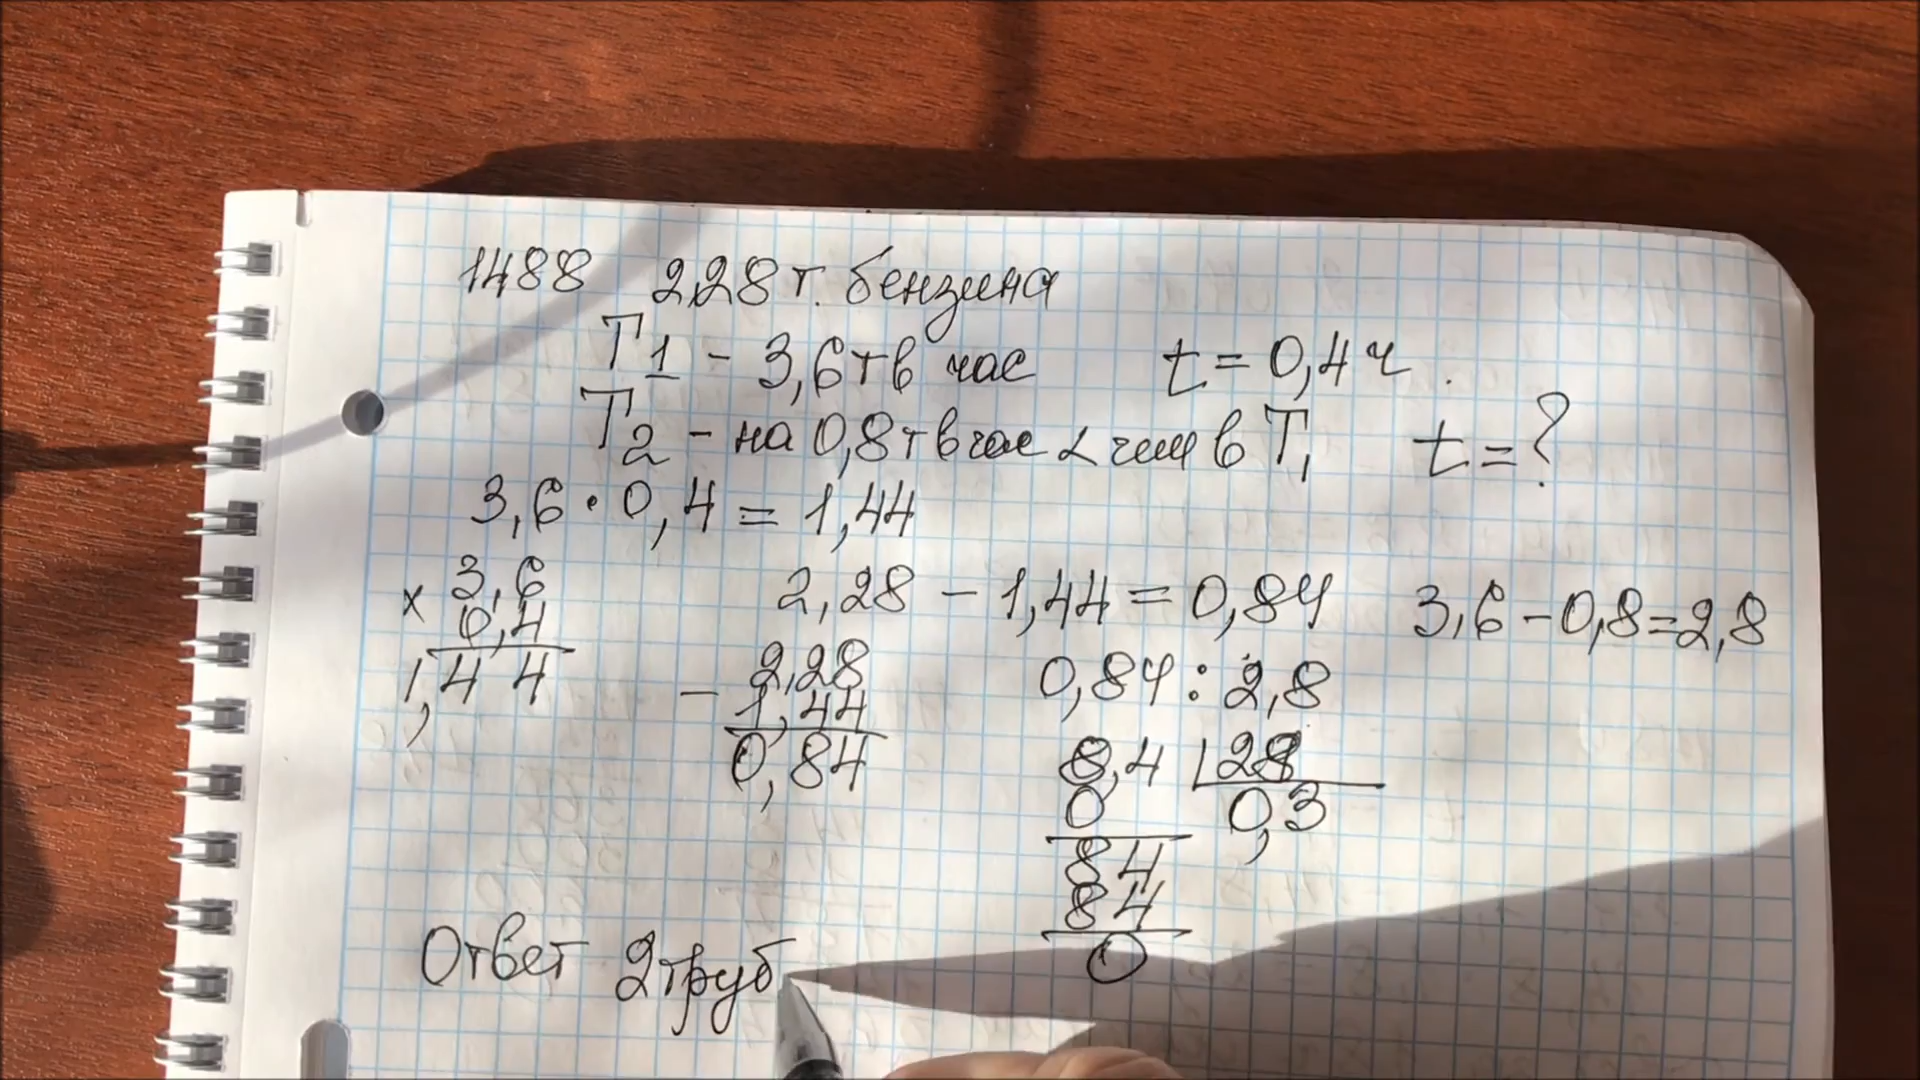 1488 2,28 т. бензина
Т1 - 3,6 т в час t = 0,4 ч.
Т2 - на 0,8 т в час < чем в Т1 t = ?
3,6 · 0,4 = 1,44
× 3,6
0,4
1,44
2,28 - 1,44 = 0,84
- 2,28
1,44
0,84
3,6 - 0,8 = 2,8
0,84 : 2,8
8,4 28
0 0,3
84
84
0
Ответ 2 труб